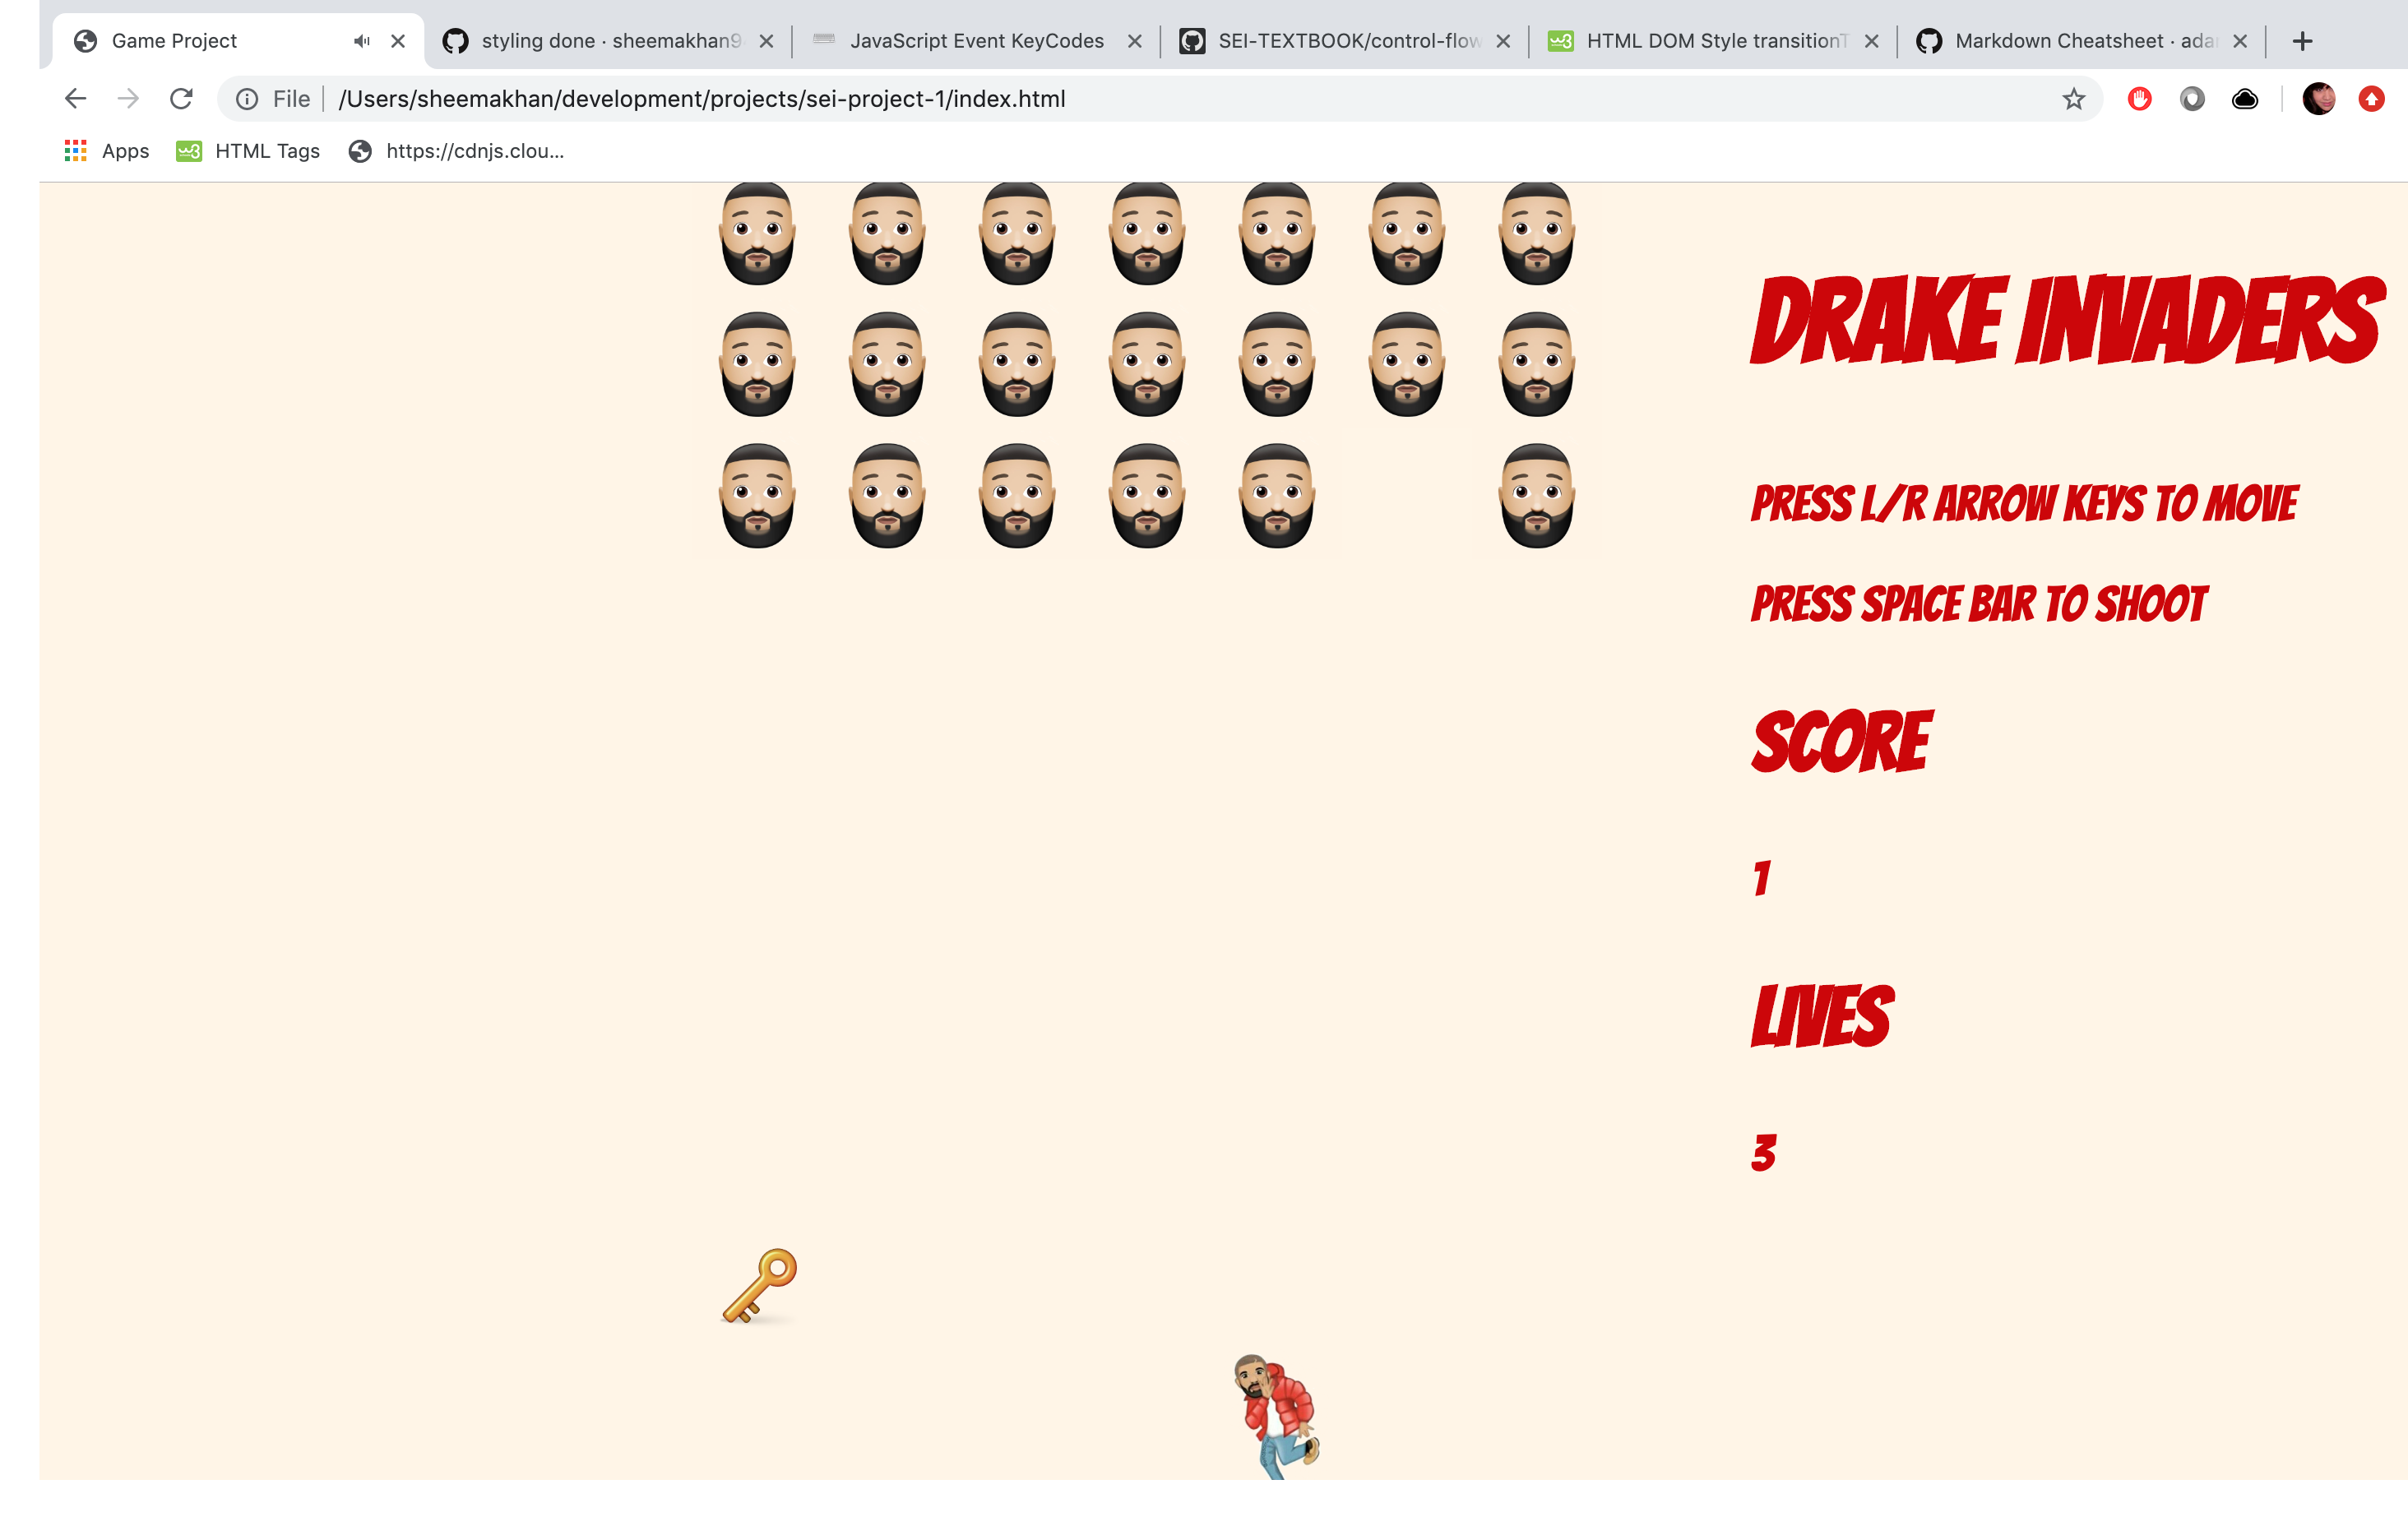 Game Project
styling done · sheemakhan9
JavaScript Event KeyCodes
SEI-TEXTBOOK/control-flow
HTML DOM Style transitionT
Markdown Cheatsheet · ada
File /Users/sheemakhan/development/projects/sei-project-1/index.html
Apps
HTML Tags
https://cdnjs.clou...
DRAKE INVADERS
PRESS L/R ARROW KEYS TO MOVE
PRESS SPACE BAR TO SHOOT
SCORE
1
LIVES
3